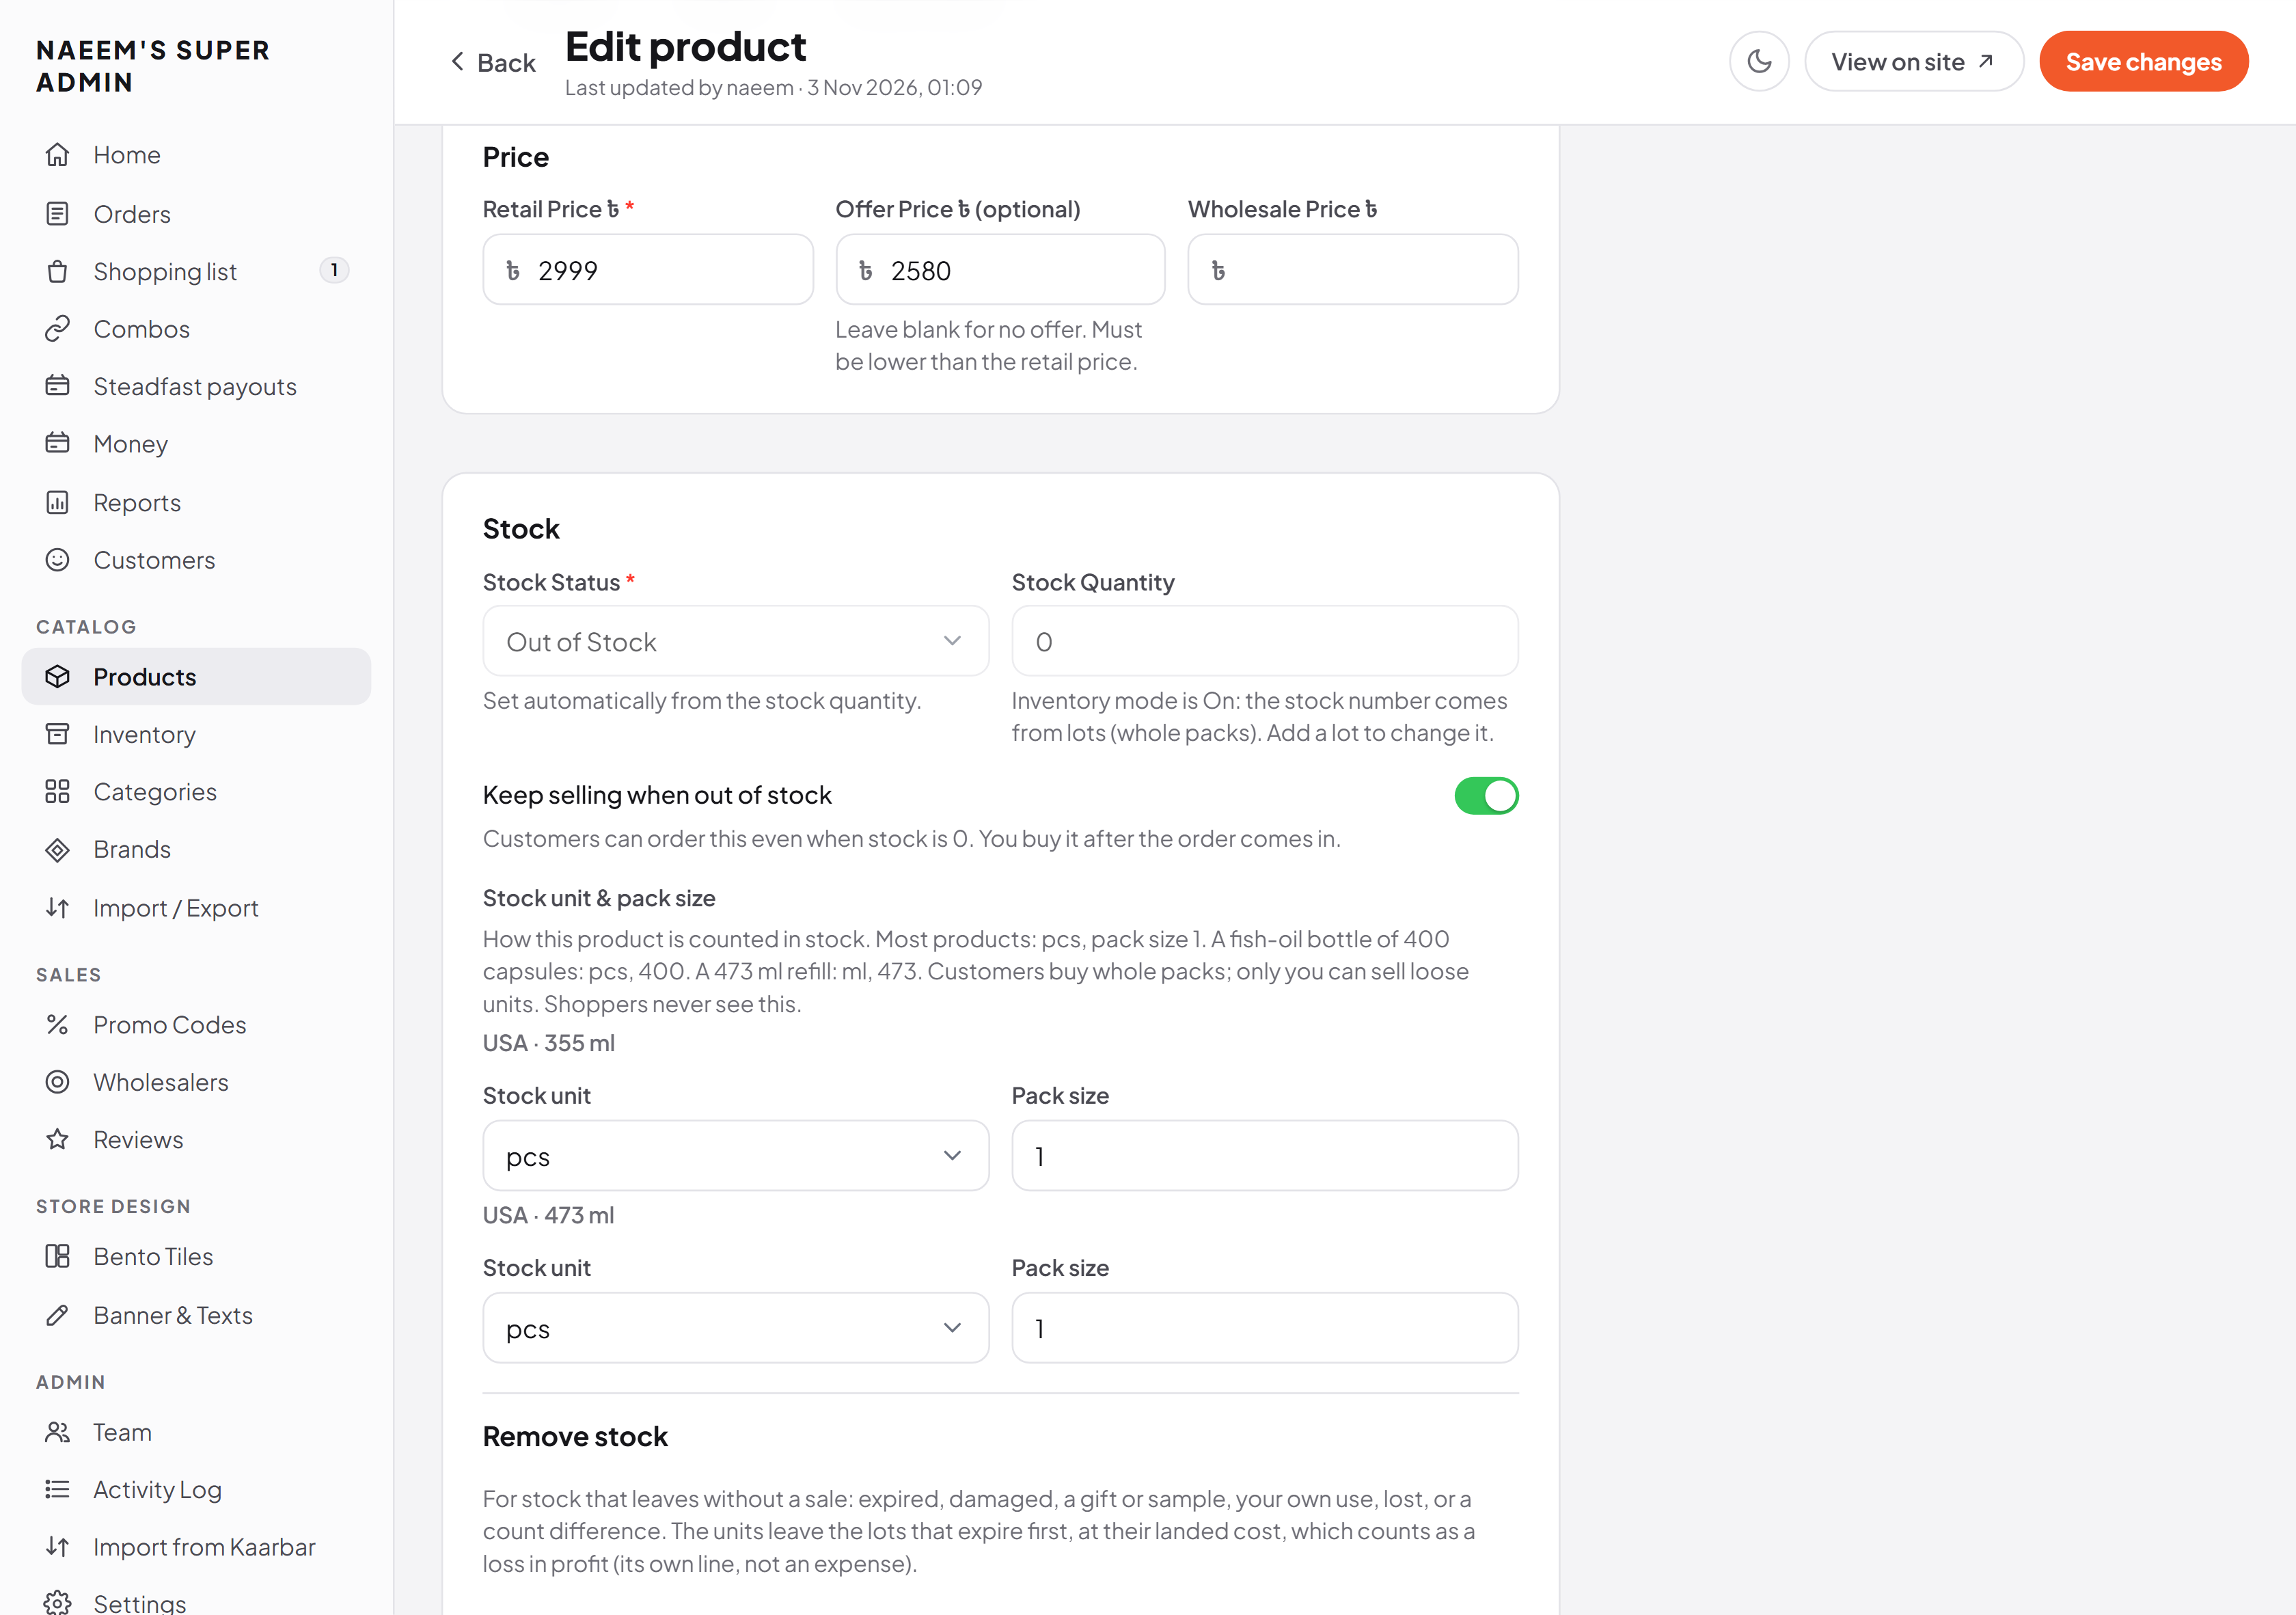 NAEEM'S SUPER
ADMIN
Home
Orders
Shopping list 1
Combos
Steadfast payouts
Money
Reports
Customers
CATALOG
Products
Inventory
Categories
Brands
Import / Export
SALES
Promo Codes
Wholesalers
Reviews
STORE DESIGN
Bento Tiles
Banner & Texts
ADMIN
Team
Activity Log
Import from Kaarbar
Settings
Back
Edit product
Last updated by naeem · 3 Nov 2026, 01:09
View on site
Save changes
Price
Retail Price ৳ * Offer Price ৳ (optional) Wholesale Price ৳
৳ 2999 ৳ 2580 ৳
Leave blank for no offer. Must
be lower than the retail price.
Stock
Stock Status * Stock Quantity
Out of Stock 0
Set automatically from the stock quantity.
Inventory mode is On: the stock number comes
from lots (whole packs). Add a lot to change it.
Keep selling when out of stock
Customers can order this even when stock is 0. You buy it after the order comes in.
Stock unit & pack size
How this product is counted in stock. Most products: pcs, pack size 1. A fish-oil bottle of 400
capsules: pcs, 400. A 473 ml refill: ml, 473. Customers buy whole packs; only you can sell loose
units. Shoppers never see this.
USA · 355 ml
Stock unit Pack size
pcs 1
USA · 473 ml
Stock unit Pack size
pcs 1
Remove stock
For stock that leaves without a sale: expired, damaged, a gift or sample, your own use, lost, or a
count difference. The units leave the lots that expire first, at their landed cost, which counts as a
loss in profit (its own line, not an expense).